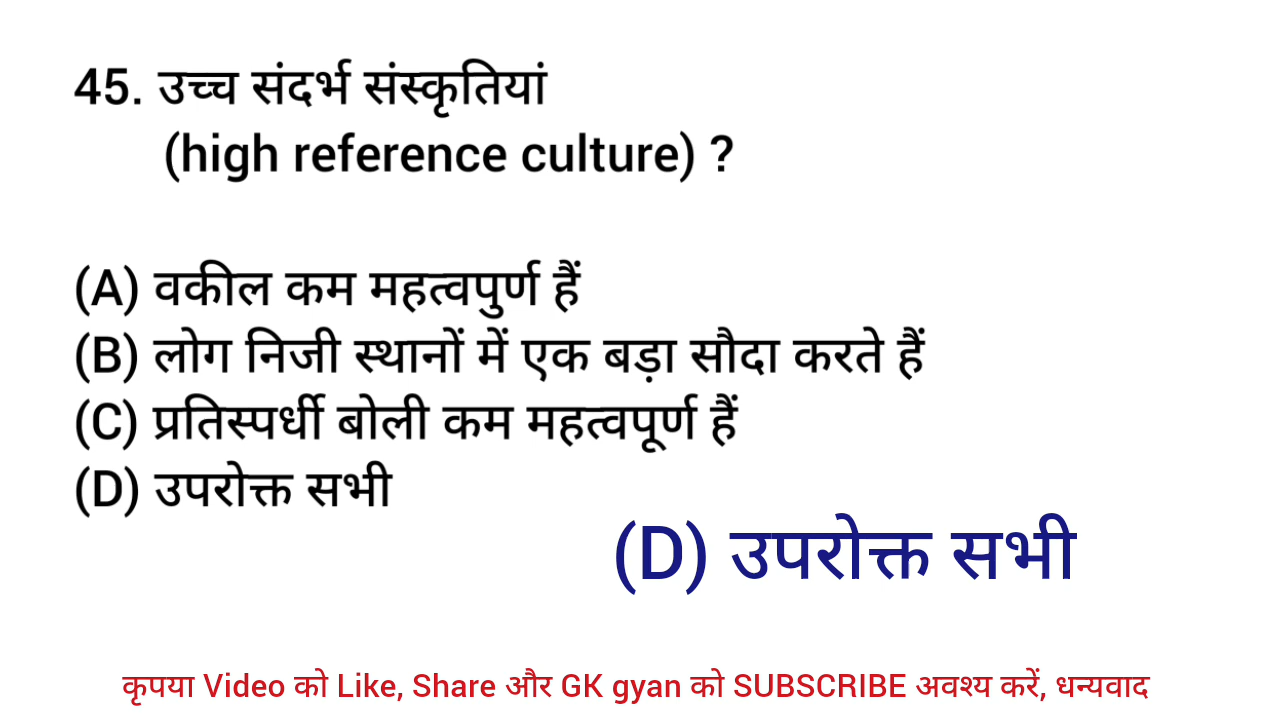 45. उच्च संदर्भ संस्कृतियां
(high reference culture) ?
(A) वकील कम महत्वपुर्ण हैं
(B) लोग निजी स्थानों में एक बड़ा सौदा करते हैं
(C) प्रतिस्पर्धी बोली कम महत्वपूर्ण हैं
(D) उपरोक्त सभी
(D) उपरोक्त सभी
कृपया Video को Like, Share और GK gyan को SUBSCRIBE अवश्य करें, धन्यवाद